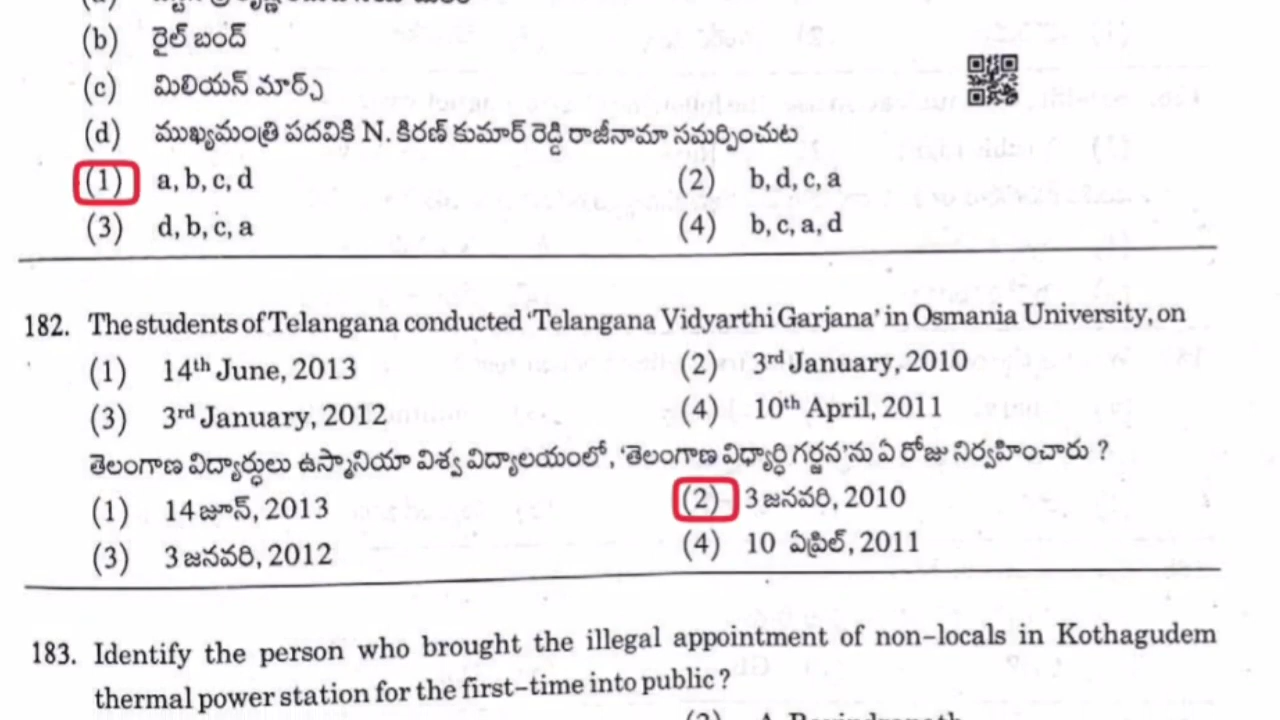 (b) రైల్ బంద్
(c) మిలియన్ మార్చ్
(d) ముఖ్యమంత్రి పదవికి N. కిరణ్ కుమార్ రెడ్డి రాజీనామా సమర్పించుట
(1) a, b, c, d (2) b, d, c, a
(3) d, b, c, a (4) b, c, a, d
182. The students of Telangana conducted 'Telangana Vidyarthi Garjana' in Osmania University, on
(1) 14th June, 2013 (2) 3rd January, 2010
(3) 3rd January, 2012 (4) 10th April, 2011
తెలంగాణ విద్యార్థులు ఉస్మానియా విశ్వ విద్యాలయంలో, 'తెలంగాణ విధ్యార్థి గర్జన'ను ఏ రోజు నిర్వహించారు ?
(1) 14 జూన్, 2013 (2) 3 జనవరి, 2010
(3) 3 జనవరి, 2012 (4) 10 ఏప్రిల్, 2011
183. Identify the person who brought the illegal appointment of non-locals in Kothagudem
thermal power station for the first-time into public ?